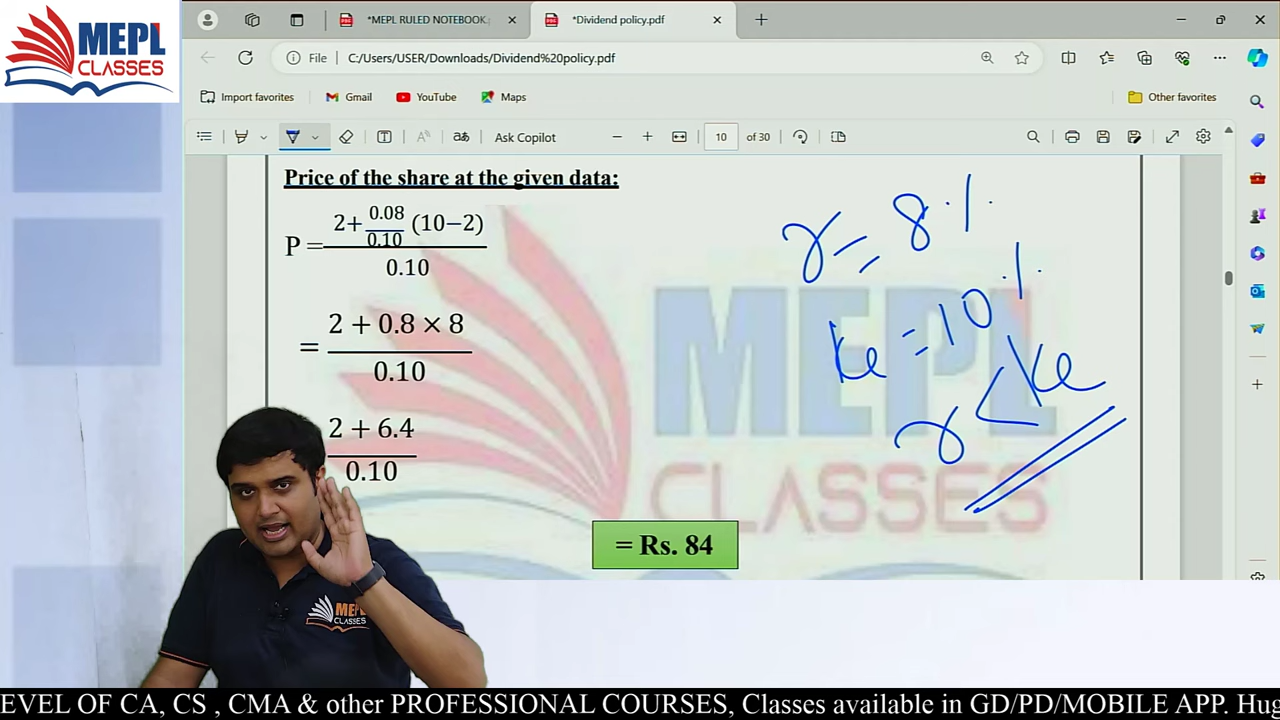 MEPL
CLASSES
*MEPL RULED NOTEBOOK.
*Dividend policy.pdf
File
C:/Users/USER/Downloads/Dividend%20policy.pdf
Import favorites
Gmail
YouTube
Maps
Other favorites
Ask Copilot
10
of 30
Price of the share at the given data:
P = 2+ 0.08/0.10 (10−2) / 0.10
= 2 + 0.8 × 8 / 0.10
2 + 6.4 / 0.10
= Rs. 84
r = 8%
ke = 10%
r < ke
MEPL
CLASSES
MEPL
CLASSES
EVEL OF CA, CS , CMA & other PROFESSIONAL COURSES, Classes available in GD/PD/MOBILE APP. Hug